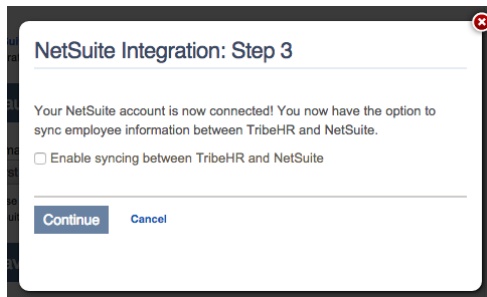 NetSuite Integration: Step 3
Your NetSuite account is now connected! You now have the option to
sync employee information between TribeHR and NetSuite.
Enable syncing between TribeHR and NetSuite
Continue Cancel